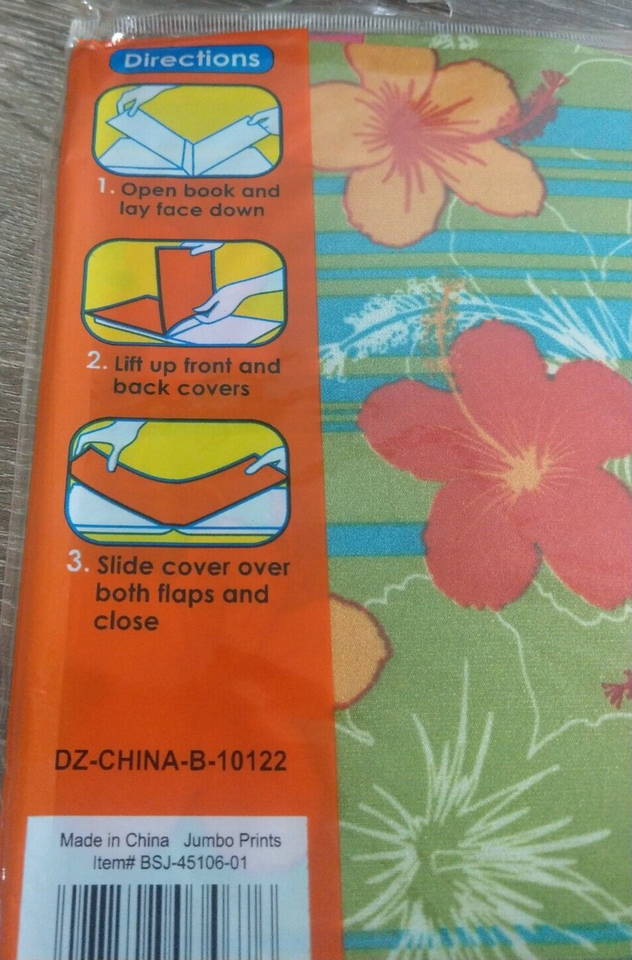 Directions
1. Open book and
lay face down
2. Lift up front and
back covers
3. Slide cover over
both flaps and
close
DZ-CHINA-B-10122
Made in China Jumbo Prints
Item# BSJ-45106-01